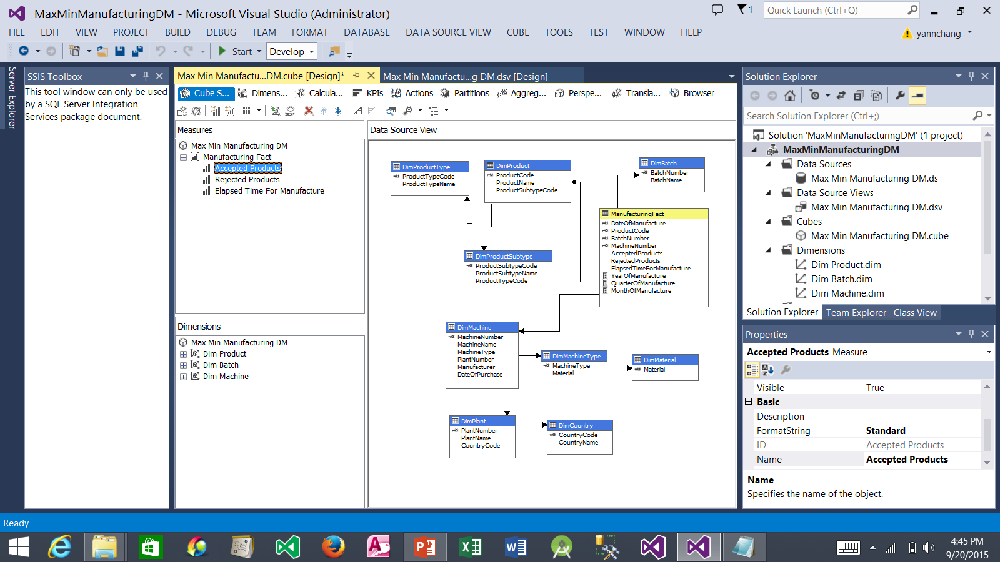 MaxMinManufacturingDM - Microsoft Visual Studio (Administrator)
1
Quick Launch (Ctrl+Q)
FILE EDIT VIEW PROJECT BUILD DEBUG TEAM FORMAT DATABASE DATA SOURCE VIEW CUBE TOOLS TEST WINDOW HELP
yannchang
Start
Develop
Server Explorer
SSIS Toolbox
This tool window can only be used
by a SQL Server Integration
Services package document.
Max Min Manufactu...DM.cube [Design]*
Max Min Manufactu...g DM.dsv [Design]
Cube S... Dimens... Calcula... KPIs Actions Partitions Aggreg... Perspe... Transla... Browser
Measures
Max Min Manufacturing DM
Manufacturing Fact
Accepted Products
Rejected Products
Elapsed Time For Manufacture
Dimensions
Max Min Manufacturing DM
Dim Product
Dim Batch
Dim Machine
Data Source View
DimProductType
ProductTypeCode
ProductTypeName
DimProduct
ProductCode
ProductName
ProductSubtypeCode
DimBatch
BatchNumber
BatchName
ManufacturingFact
DateOfManufacture
ProductCode
BatchNumber
MachineNumber
AcceptedProducts
RejectedProducts
ElapsedTimeForManufacture
YearOfManufacture
QuarterOfManufacture
MonthOfManufacture
DimProductSubtype
ProductSubtypeCode
ProductSubtypeName
ProductTypeCode
DimMachine
MachineNumber
MachineName
MachineType
PlantNumber
Manufacturer
DateOfPurchase
DimMachineType
MachineType
Material
DimMaterial
Material
DimPlant
PlantNumber
PlantName
CountryCode
DimCountry
CountryCode
CountryName
Solution Explorer
Search Solution Explorer (Ctrl+;)
Solution 'MaxMinManufacturingDM' (1 project)
MaxMinManufacturingDM
Data Sources
Max Min Manufacturing DM.ds
Data Source Views
Max Min Manufacturing DM.dsv
Cubes
Max Min Manufacturing DM.cube
Dimensions
Dim Product.dim
Dim Batch.dim
Dim Machine.dim
Solution Explorer Team Explorer Class View
Properties
Accepted Products Measure
Visible True
Basic
Description
FormatString Standard
ID Accepted Products
Name Accepted Products
Name
Specifies the name of the object.
Ready
4:45 PM
9/20/2015